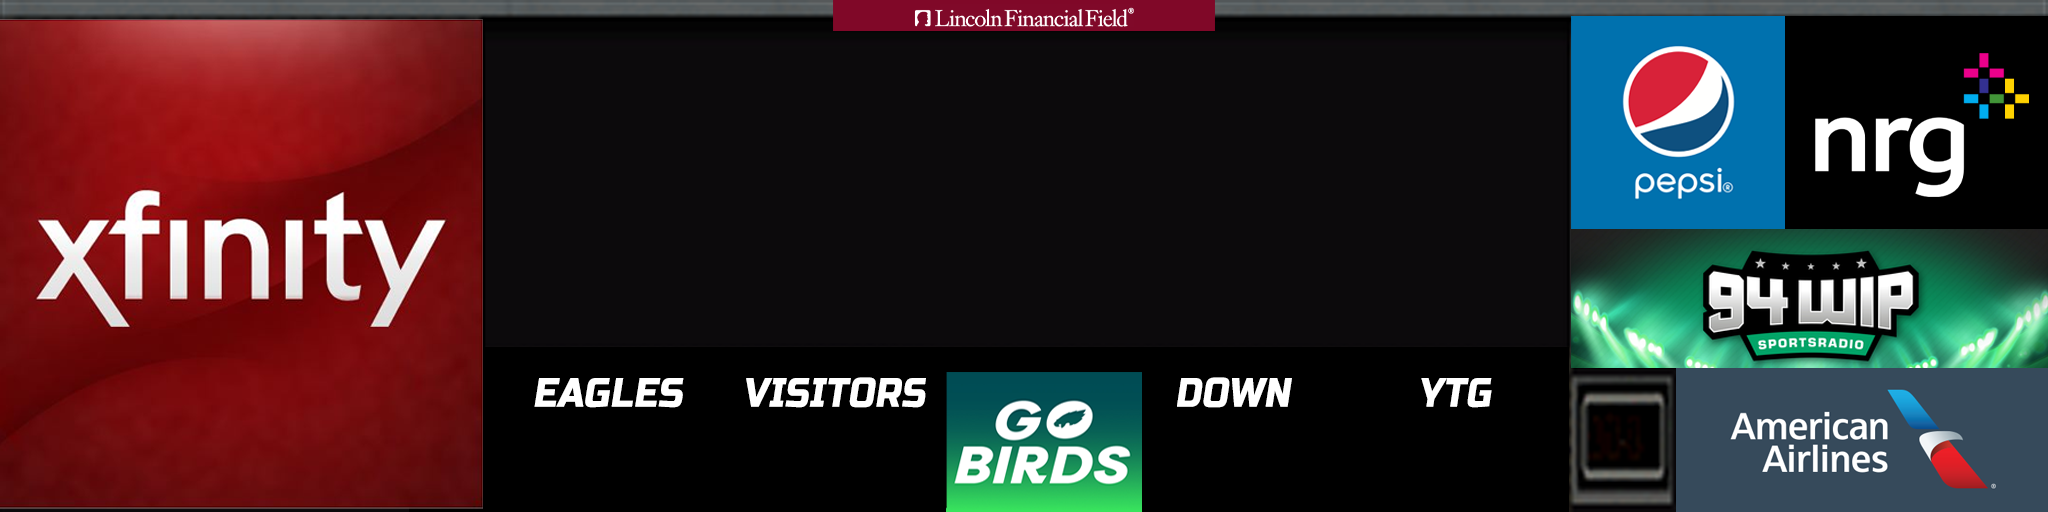 Lincoln Financial Field®
xfinity
pepsi®
nrg
94 WIP
SPORTSRADIO
EAGLES
VISITORS
DOWN
YTG
GO
BIRDS
American
Airlines
®